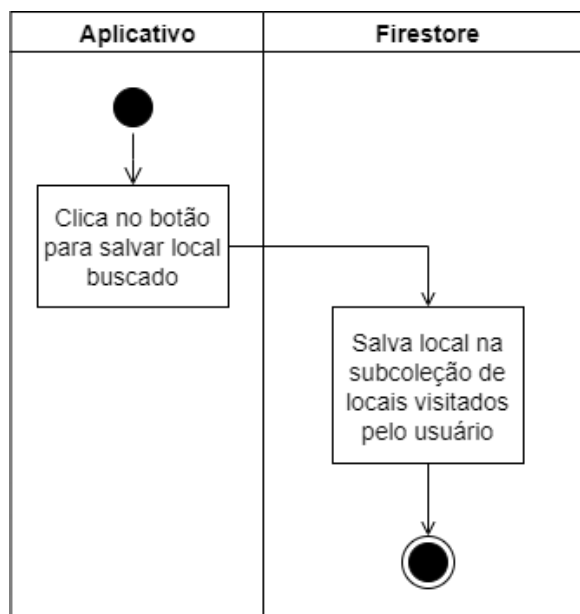 Aplicativo
Firestore
Clica no botão
para salvar local
buscado
Salva local na
subcoleção de
locais visitados
pelo usuário